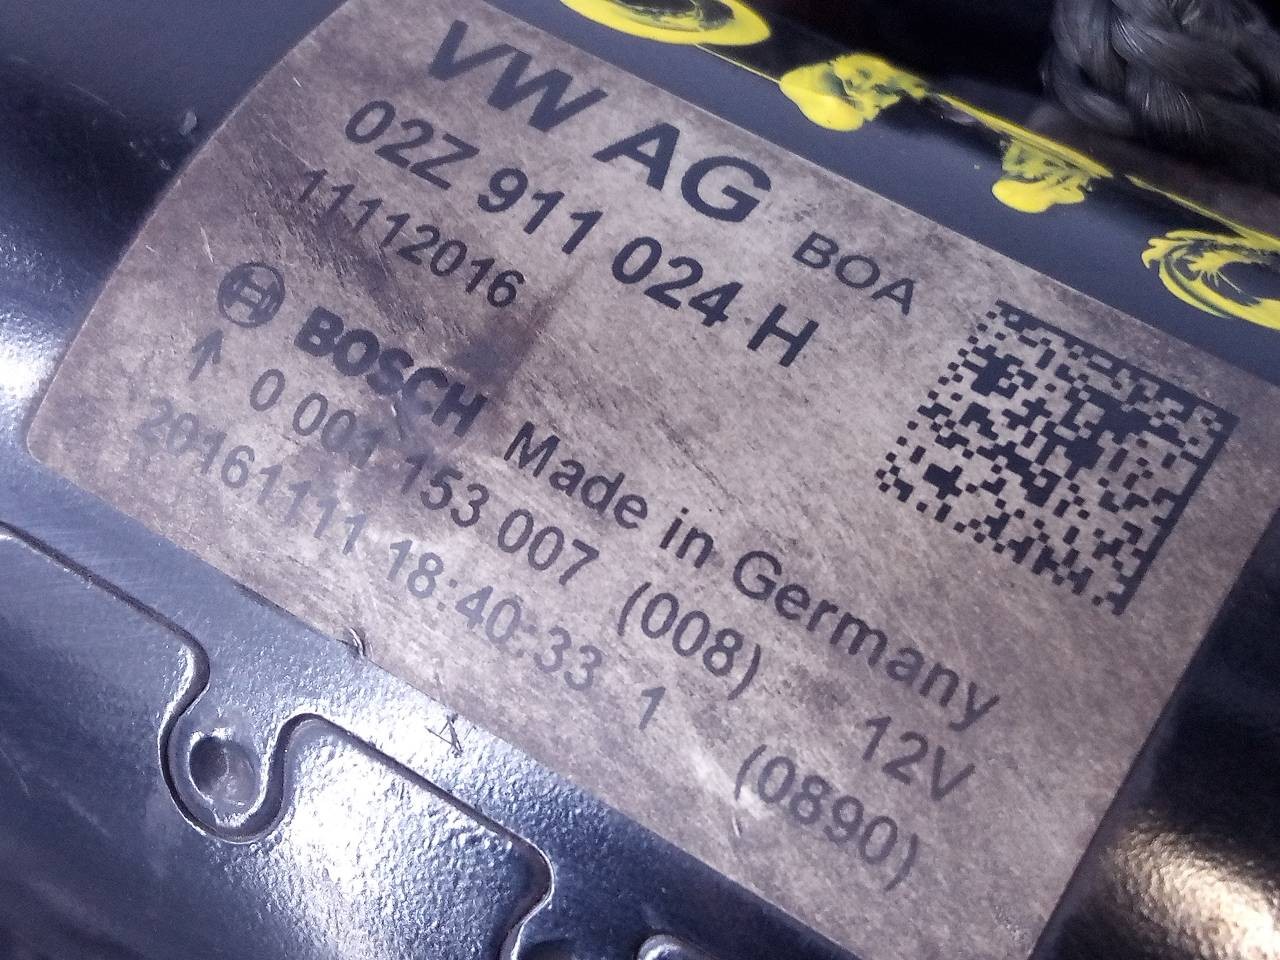 VW AG BOA
02Z 911 024 H
11112016
BOSCH Made in Germany
↑ 0 001 153 007 (008) 12V
20161111 18:40:33 1 (0890)